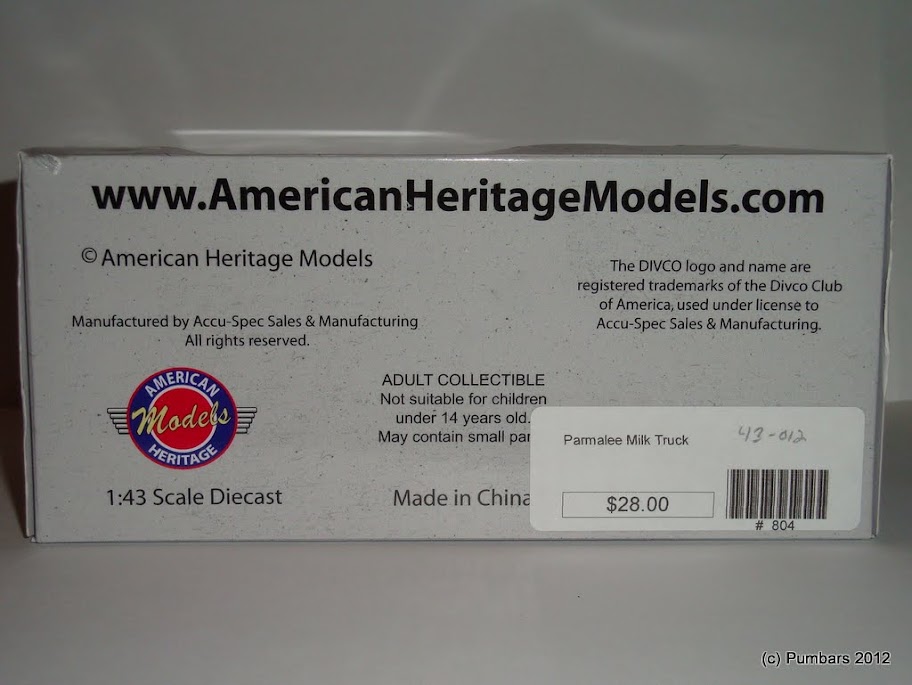 www.AmericanHeritageModels.com
© American Heritage Models
The DIVCO logo and name are
registered trademarks of the Divco Club
of America, used under license to
Accu-Spec Sales & Manufacturing.
Manufactured by Accu-Spec Sales & Manufacturing
All rights reserved.
AMERICAN
Models
HERITAGE
1:43 Scale Diecast
ADULT COLLECTIBLE
Not suitable for children
under 14 years old.
May contain small
Made in China
Parmalee Milk Truck
43-012
$28.00
# 804
(c) Pumbars 2012